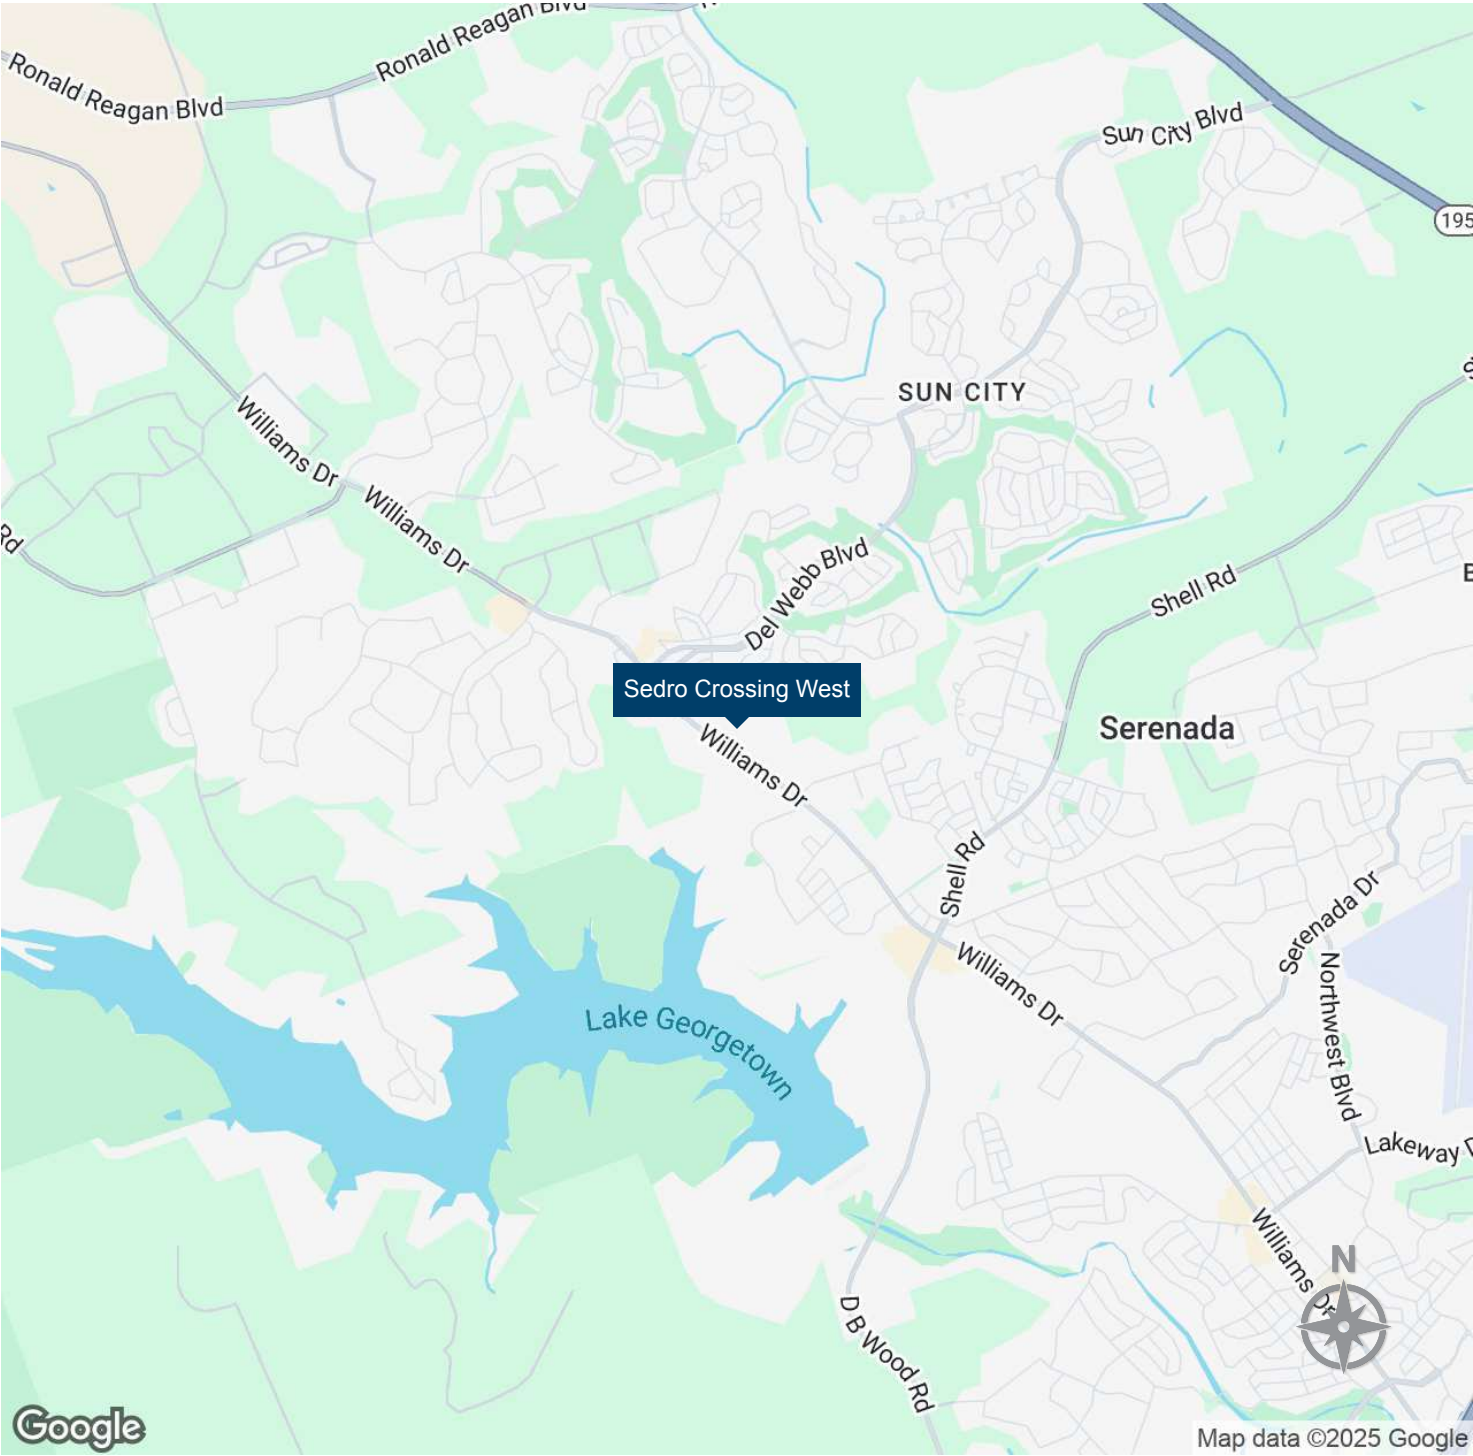 Ronald Reagan Blvd
Ronald Reagan Blvd
Sun City Blvd
195
SUN CITY
Williams Dr
Williams Dr
Rd
Del Webb Blvd
Shell Rd
Sedro Crossing West
Serenada
Williams Dr
Shell Rd
Serenada Dr
Williams Dr
Northwest Blvd
Lake Georgetown
Lakeway
Williams Dr
N
D B Wood Rd
Google
Map data ©2025 Google